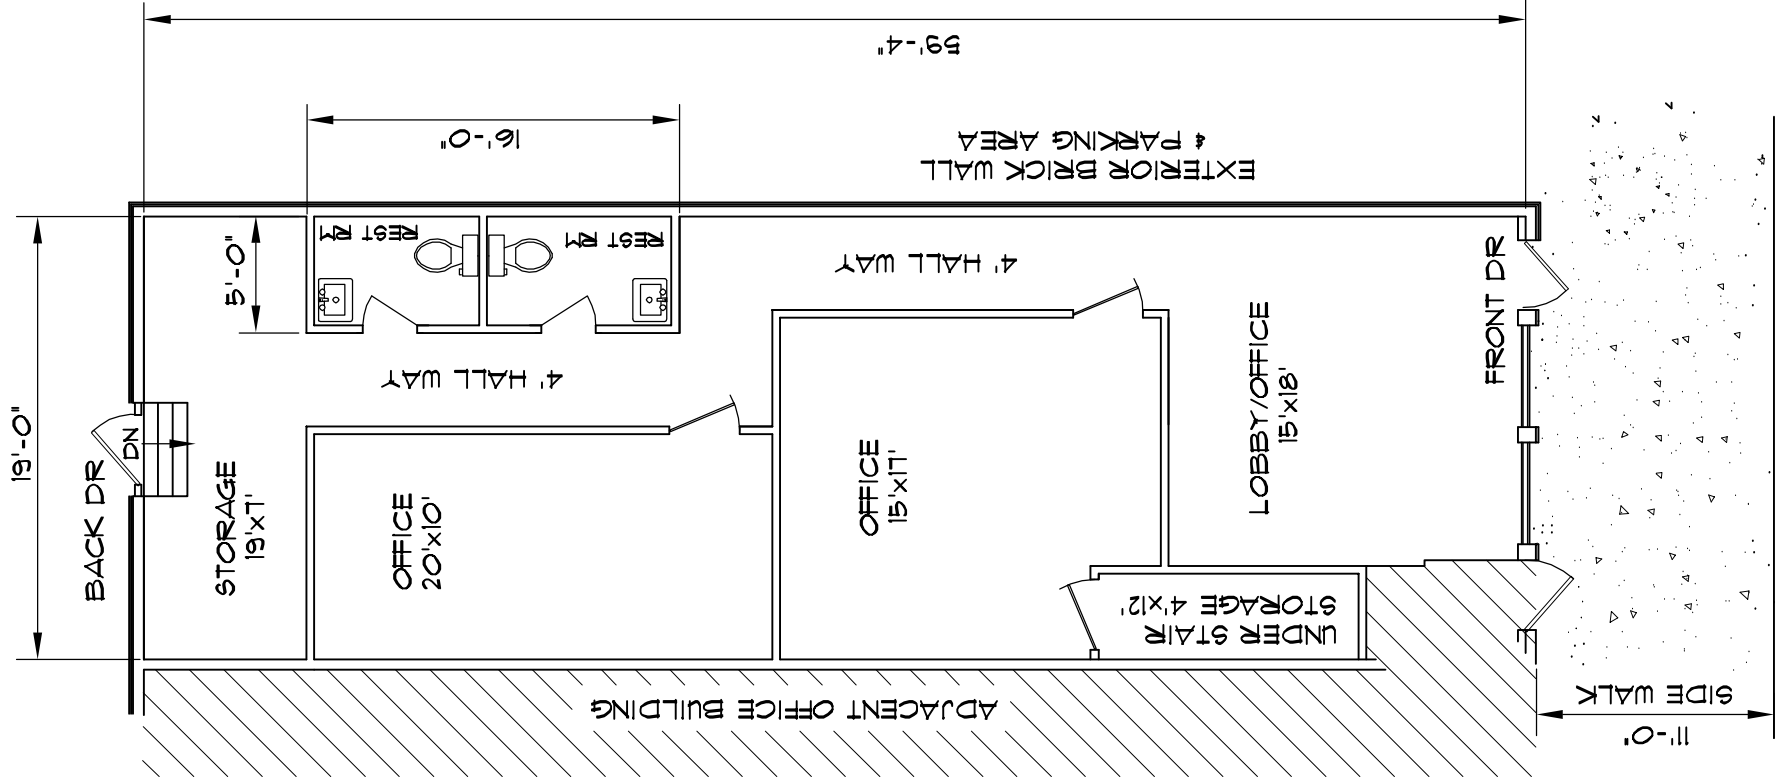 59'-4"
16'-0"
EXTERIOR BRICK WALL
& PARKING AREA
19'-0"
5'-0"
REST RM
REST RM
4' HALL WAY
4' HALL WAY
FRONT DR
BACK DR
DN
STORAGE
19'x7'
OFFICE
20'x10'
OFFICE
15'x17'
LOBBY/OFFICE
15'x18'
UNDER STAIR
STORAGE 4'x12'
ADJACENT OFFICE BUILDING
SIDE WALK
11'-0"